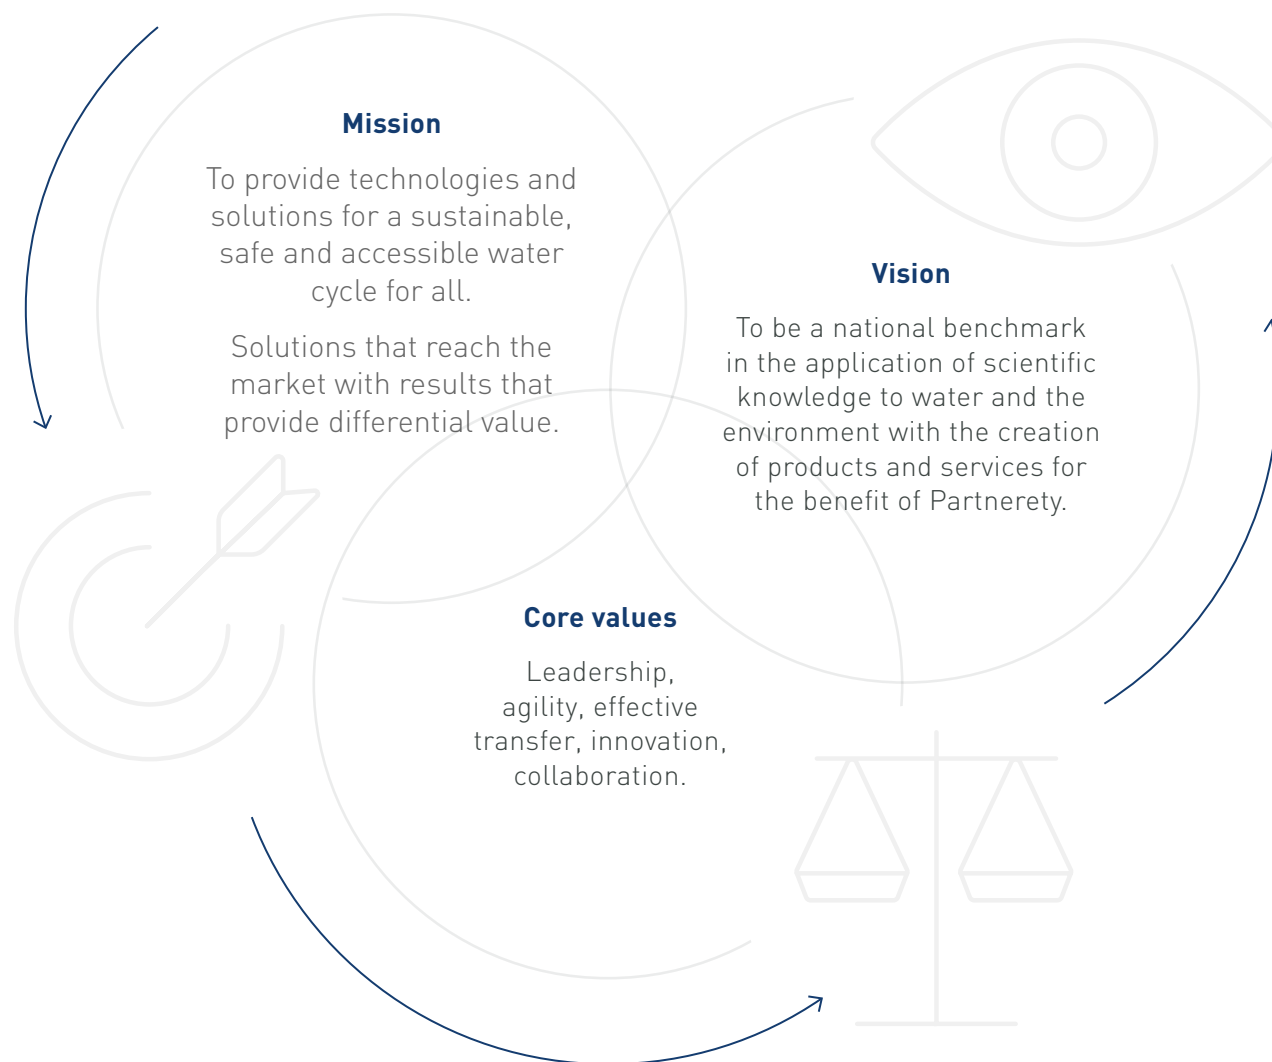 Mission
To provide technologies and
solutions for a sustainable,
safe and accessible water
cycle for all.
Solutions that reach the
market with results that
provide differential value.
Vision
To be a national benchmark
in the application of scientific
knowledge to water and the
environment with the creation
of products and services for
the benefit of Partnerety.
Core values
Leadership,
agility, effective
transfer, innovation,
collaboration.